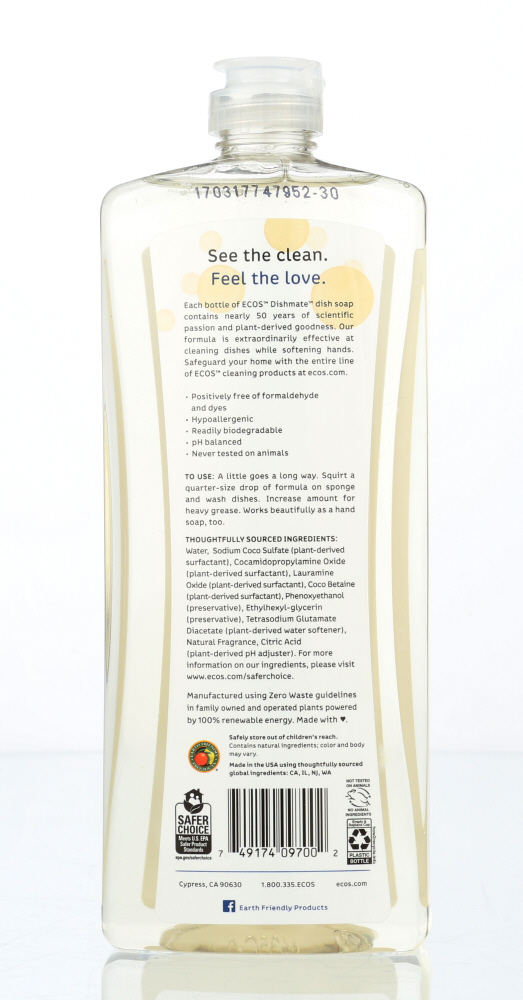 170317747952-30
See the clean.
Feel the love.
Each bottle of ECOS™ Dishmate™ dish soap
contains nearly 50 years of scientific
passion and plant-derived goodness. Our
formula is extraordinarily effective at
cleaning dishes while softening hands.
Safeguard your home with the entire line
of ECOS™ cleaning products at ecos.com.
• Positively free of formaldehyde
and dyes
• Hypoallergenic
• Readily biodegradable
• pH balanced
• Never tested on animals
TO USE: A little goes a long way. Squirt a
quarter-size drop of formula on sponge
and wash dishes. Increase amount for
heavy grease. Works beautifully as a hand
soap, too.
THOUGHTFULLY SOURCED INGREDIENTS:
Water, Sodium Coco Sulfate (plant-derived
surfactant), Cocamidopropylamine Oxide
(plant-derived surfactant), Lauramine
Oxide (plant-derived surfactant), Coco Betaine
(plant-derived surfactant), Phenoxyethanol
(preservative), Ethylhexyl-glycerin
(preservative), Tetrasodium Glutamate
Diacetate (plant-derived water softener),
Natural Fragrance, Citric Acid
(plant-derived pH adjuster). For more
information on our ingredients, please visit
www.ecos.com/saferchoice.
Manufactured using Zero Waste guidelines
in family owned and operated plants powered
by 100% renewable energy. Made with ♥.
Safely store out of children's reach.
Contains natural ingredients; color and body
may vary.
Made in the USA using thoughtfully sourced
global ingredients: CA, IL, NJ, WA
NOT TESTED
ON ANIMALS
NO ANIMAL
INGREDIENTS
SAFER
CHOICE
Meets U.S. EPA
Safer Product
Standards
epa.gov/saferchoice
7 49174 09700 2
Empty &
Replace Cap
PLASTIC
BOTTLE
Cypress, CA 90630 1.800.335.ECOS ecos.com
Earth Friendly Products